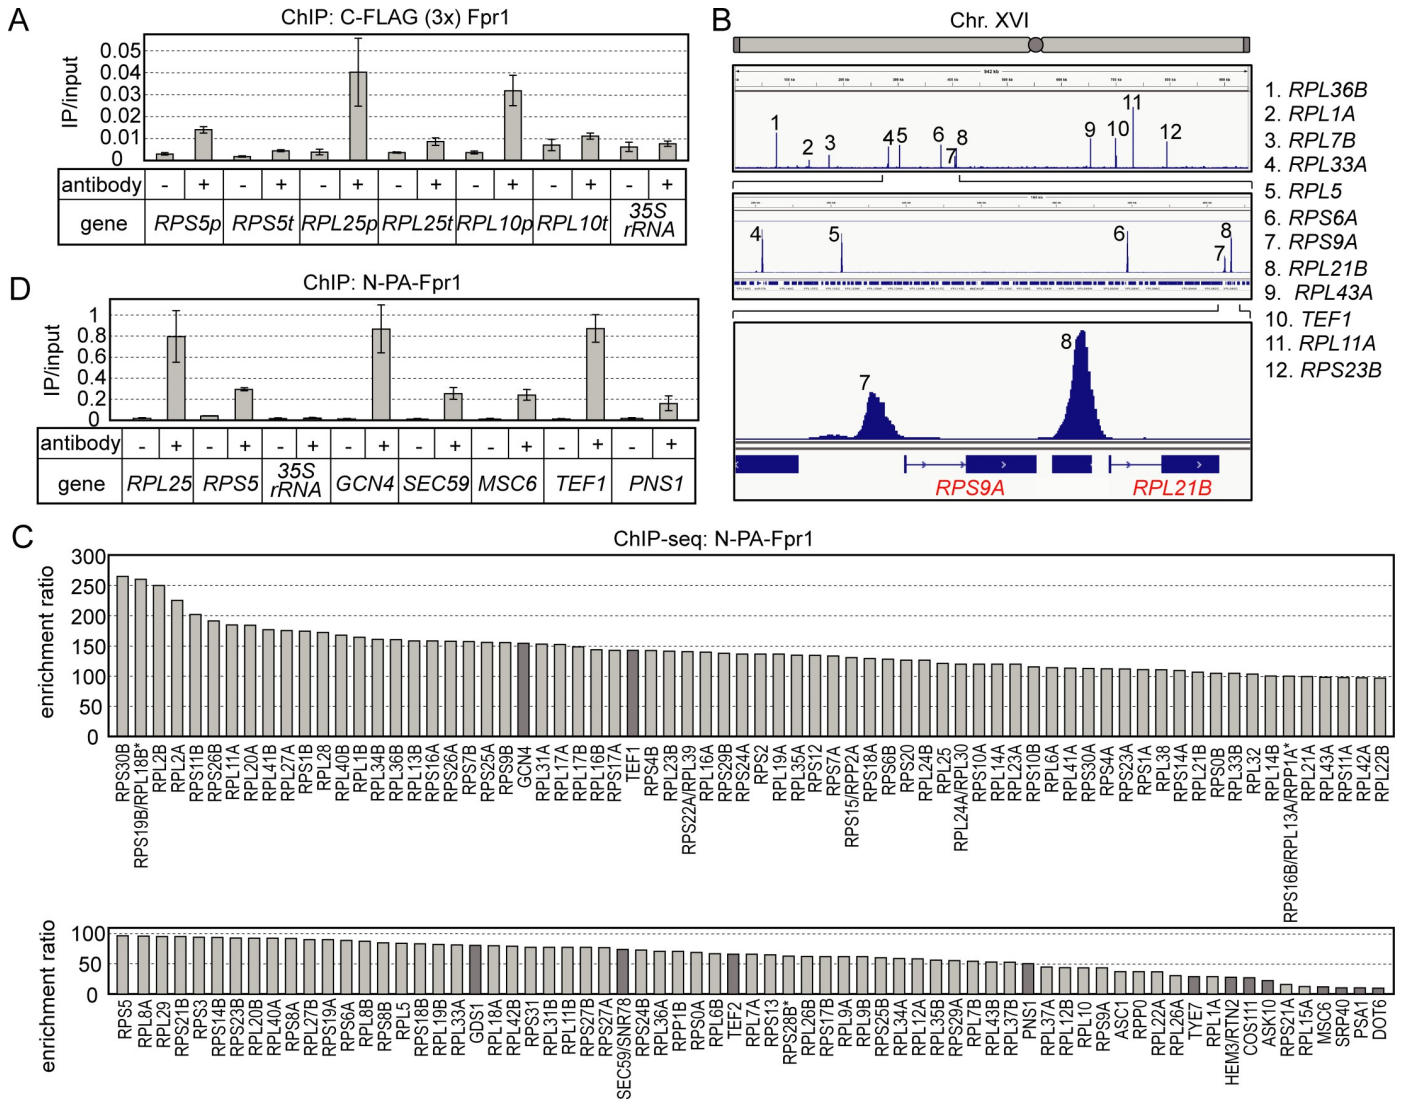 A
ChIP: C-FLAG (3x) Fpr1
IP/input
0.05
0.04
0.03
0.02
0.01
0
antibody - + - + - + - + - + - + - +
gene RPS5p RPS5t RPL25p RPL25t RPL10p RPL10t 35S rRNA
B
Chr. XVI
942 kb
1 2 3 4 5 6 7 8 9 10 11 12
4 5 6 7 8
7 8
RPS9A RPL21B
1. RPL36B
2. RPL1A
3. RPL7B
4. RPL33A
5. RPL5
6. RPS6A
7. RPS9A
8. RPL21B
9. RPL43A
10. TEF1
11. RPL11A
12. RPS23B
D
ChIP: N-PA-Fpr1
IP/input
1
0.8
0.6
0.4
0.2
0
antibody - + - + - + - + - + - + - + - +
gene RPL25 RPS5 35S rRNA GCN4 SEC59 MSC6 TEF1 PNS1
C
ChIP-seq: N-PA-Fpr1
enrichment ratio
300
250
200
150
100
50
0
RPS30B
RPS19B/RPL18B*
RPL2B
RPL2A
RPS11B
RPS26B
RPL11A
RPL20A
RPL41B
RPL27A
RPS1B
RPL28
RPL40B
RPL1B
RPL34B
RPL36B
RPL13B
RPS16A
RPS26A
RPS7B
RPS25A
RPS9B
GCN4
RPL31A
RPL17A
RPL17B
RPL16B
RPS17A
TEF1
RPS4B
RPL23B
RPS22A/RPL39
RPL16A
RPS29B
RPS24A
RPS2
RPL19A
RPL35A
RPS12
RPS7A
RPS15/RPP2A
RPS18A
RPS6B
RPS20
RPL24B
RPL25
RPL24A/RPL30
RPS10A
RPL14A
RPL23A
RPS10B
RPL6A
RPL41A
RPS30A
RPS4A
RPS23A
RPS1A
RPL38
RPS14A
RPL21B
RPS0B
RPL33B
RPL32
RPL14B
RPS16B/RPL13A/RPP1A*
RPL21A
RPL43A
RPS11A
RPL42A
RPL22B
enrichment ratio
100
50
0
RPS5
RPL8A
RPL29
RPS21B
RPS3
RPS14B
RPS23B
RPL20B
RPL40A
RPS8A
RPL27B
RPS19A
RPS6A
RPL8B
RPS8B
RPL5
RPS18B
RPL19B
RPL33A
GDS1
RPL18A
RPL42B
RPS31
RPL31B
RPL11B
RPS27B
RPS27A
SEC59/SNR78
RPS24B
RPL36A
RPP1B
RPS0A
RPL6B
TEF2
RPL7A
RPS13
RPS28B*
RPL26B
RPS17B
RPL9A
RPL9B
RPS25B
RPL34A
RPL12A
RPL35B
RPS29A
RPL7B
RPL43B
RPL37B
PNS1
RPL37A
RPL12B
RPL10
RPS9A
ASC1
RPP0
RPL22A
RPL26A
TYE7
RPL1A
HEM3/RTN2
COS111
ASK10
RPS21A
RPL15A
MSC6
SRP40
PSA1
DOT6